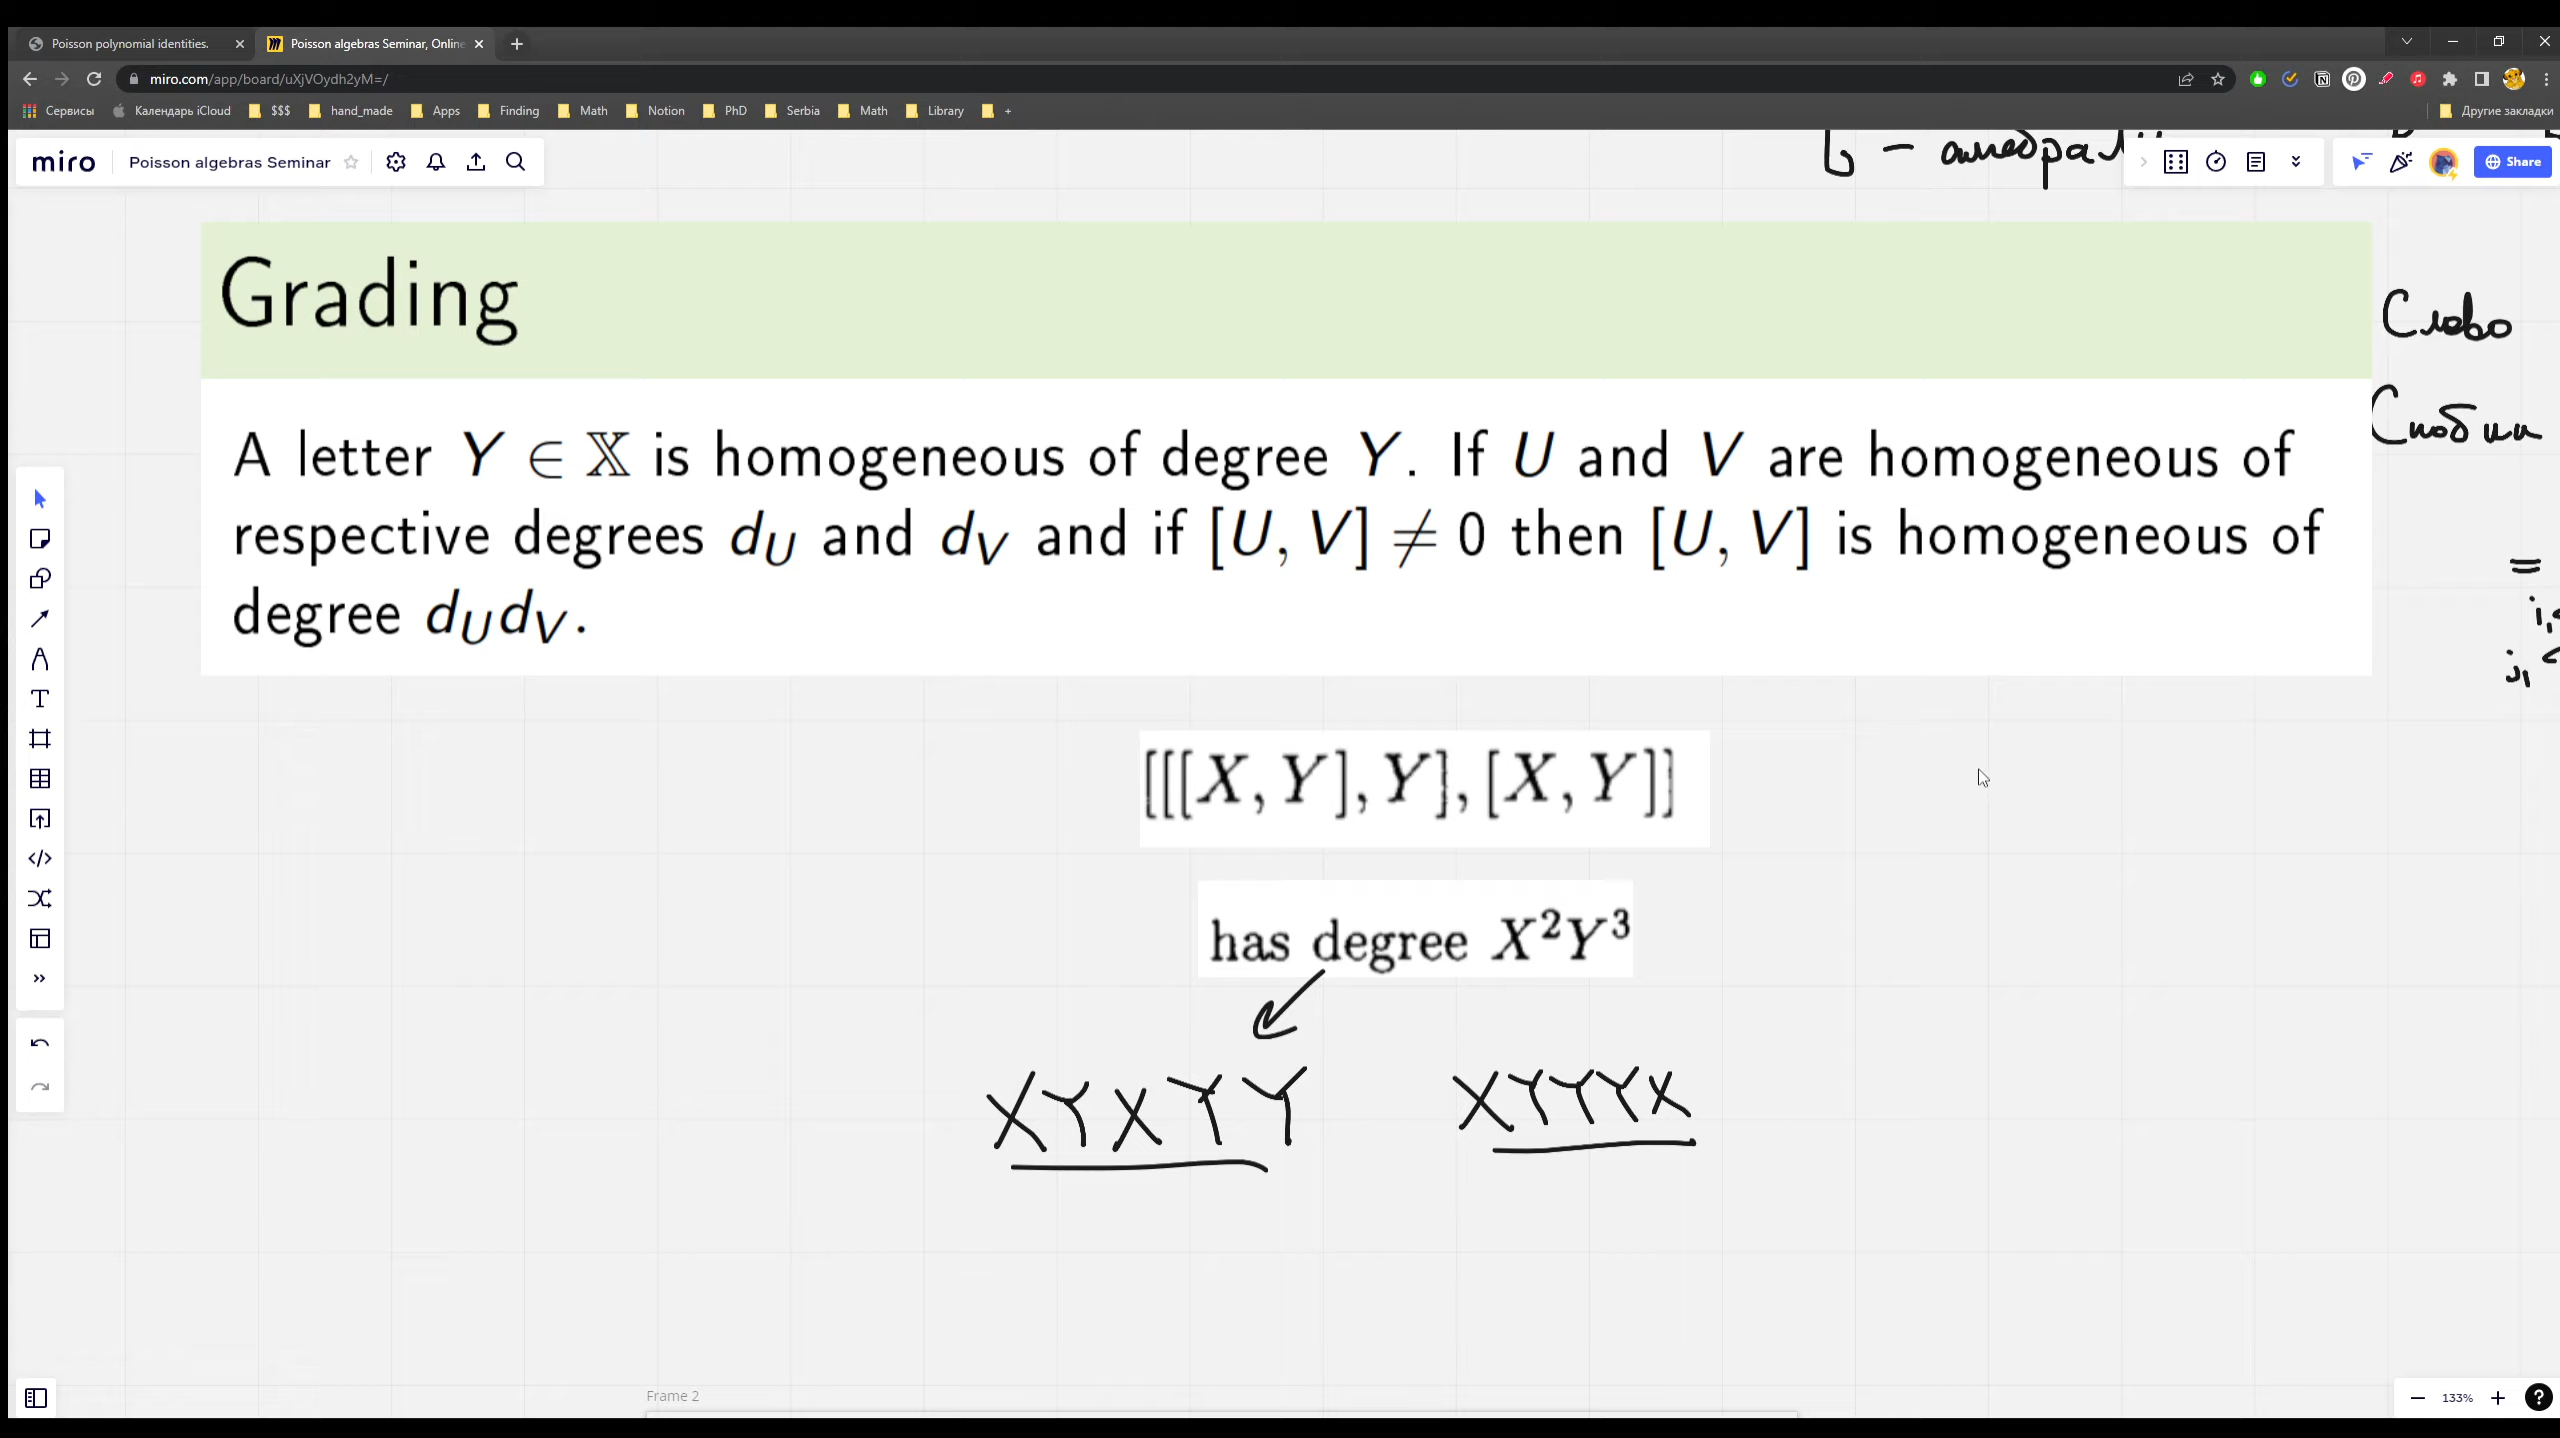 Poisson polynomial identities.
Poisson algebras Seminar, Online
miro.com/app/board/uXjVOydh2yM=/
Сервисы Календарь iCloud $$$ hand_made Apps Finding Math Notion PhD Serbia Math Library + Другие закладки
miro Poisson algebras Seminar Share
Grading
Слово
A letter Y ∈ 𝕏 is homogeneous of degree Y. If U and V are homogeneous of
respective degrees d_U and d_V and if [U, V] ≠ 0 then [U, V] is homogeneous of
degree d_U d_V.
=
[[[X, Y], Y], [X, Y]]
has degree X²Y³
XYXYY XYYYX
Frame 2
133%